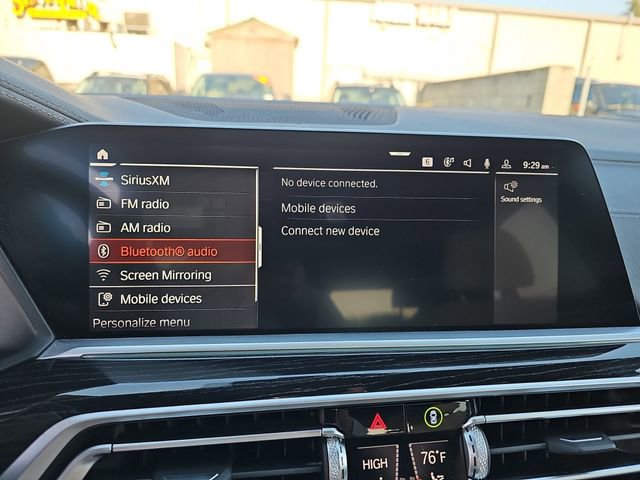 6
9:29 am
SiriusXM
FM radio
AM radio
Bluetooth® audio
Screen Mirroring
Mobile devices
Personalize menu
No device connected.
Mobile devices
Connect new device
Sound settings
HIGH
76°F